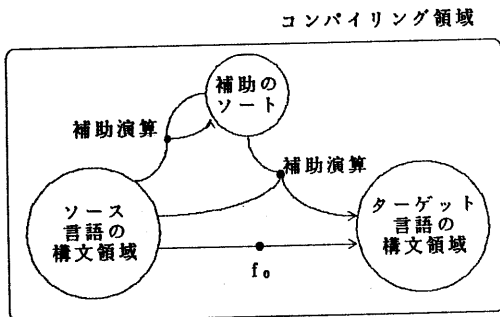 コンパイリング領域
補助の
ソート
補助演算
補助演算
ソース
言語の
構文領域
ターゲット
言語の
構文領域
f₀